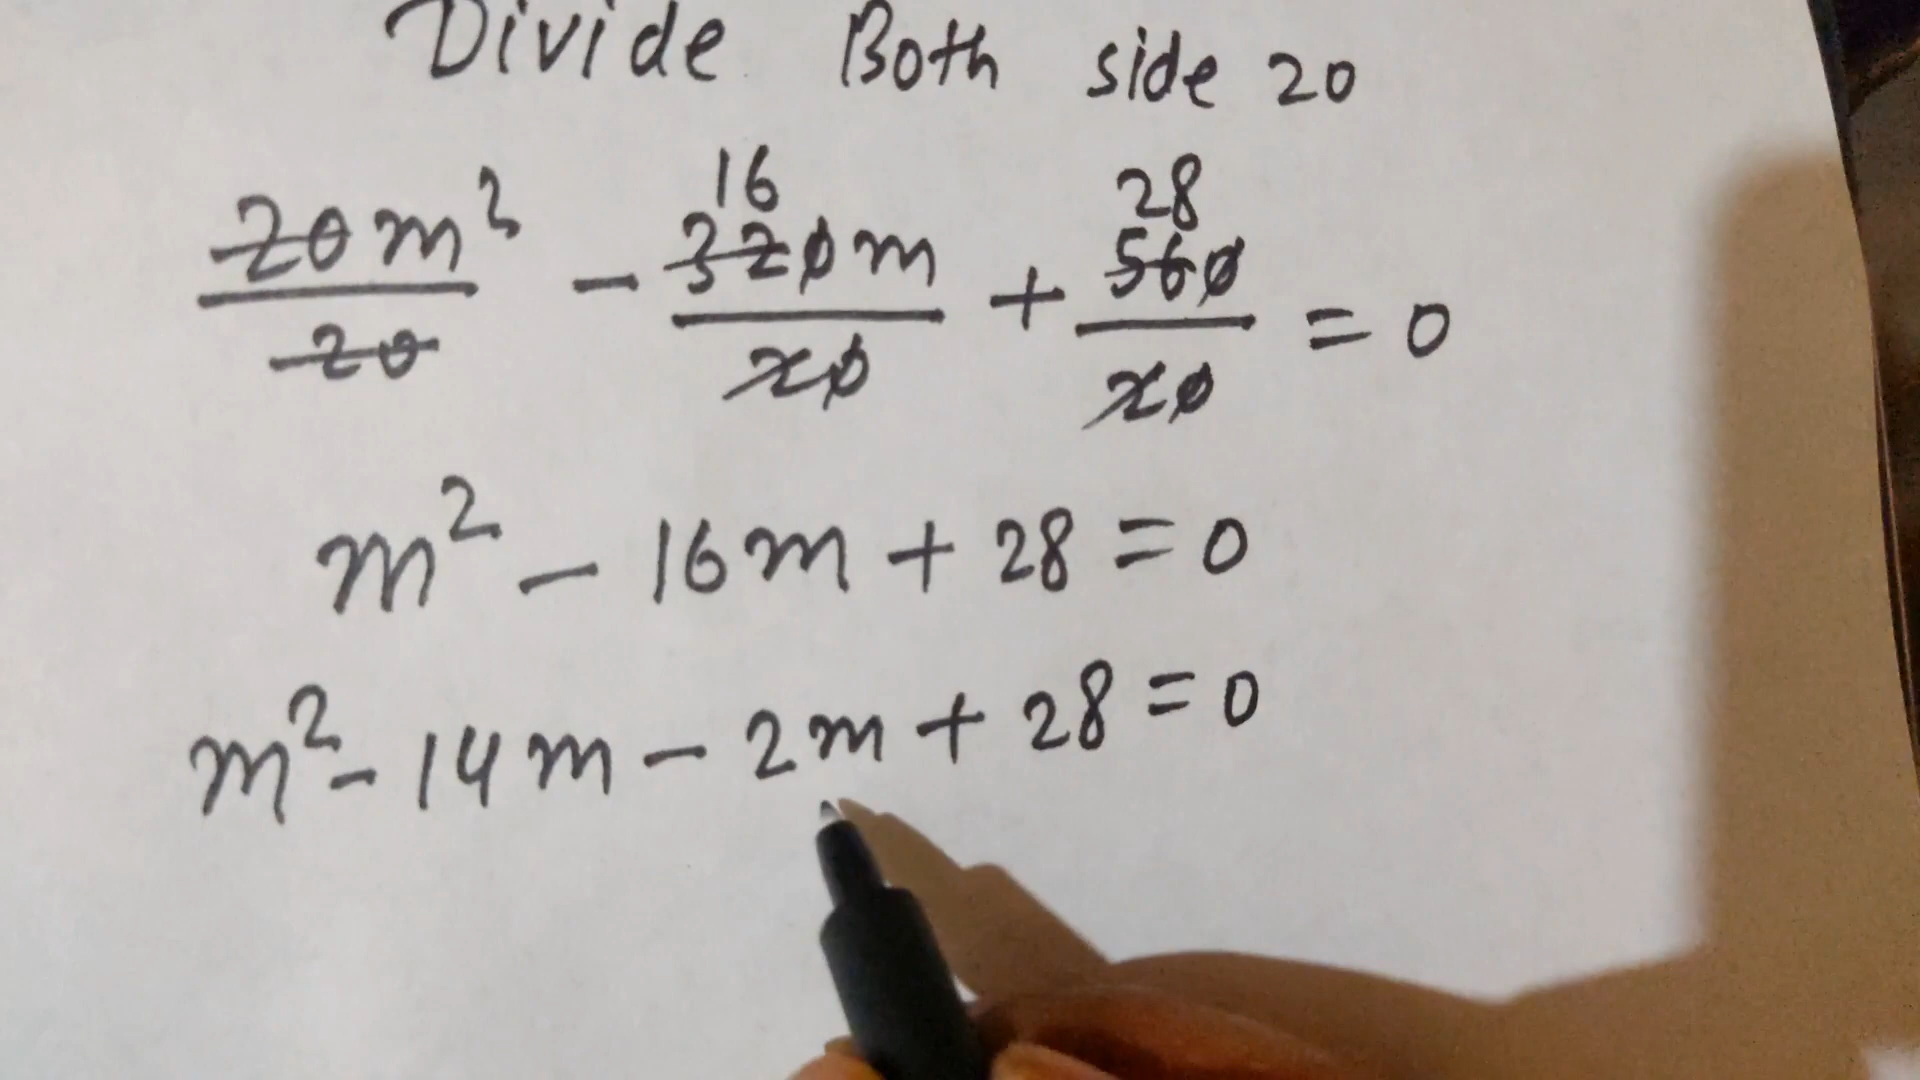 Divide Both side 20
20m² / 20 - 16 320m / 20 + 28 560 / 20 = 0
m² - 16m + 28 = 0
m² - 14m - 2m + 28 = 0